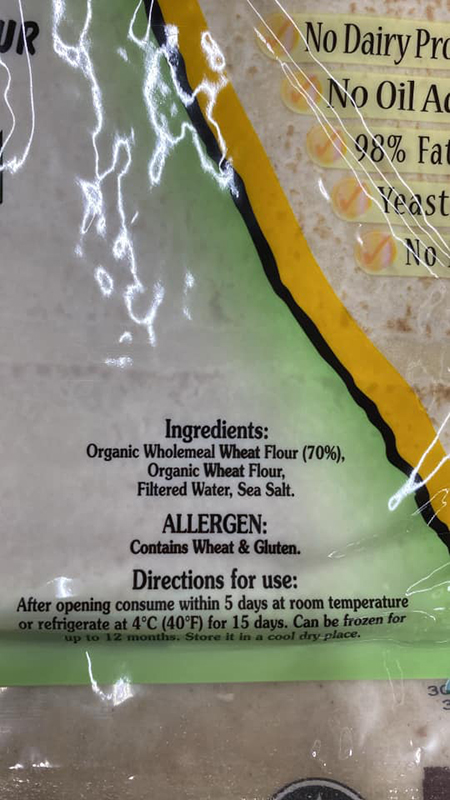 UR
No Dairy Pro
No Oil Ad
98% Fat
Yeast
No
Ingredients:
Organic Wholemeal Wheat Flour (70%),
Organic Wheat Flour,
Filtered Water, Sea Salt.
ALLERGEN:
Contains Wheat & Gluten.
Directions for use:
After opening consume within 5 days at room temperature
or refrigerate at 4°C (40°F) for 15 days. Can be frozen for
up to 12 months. Store it in a cool dry place.
30